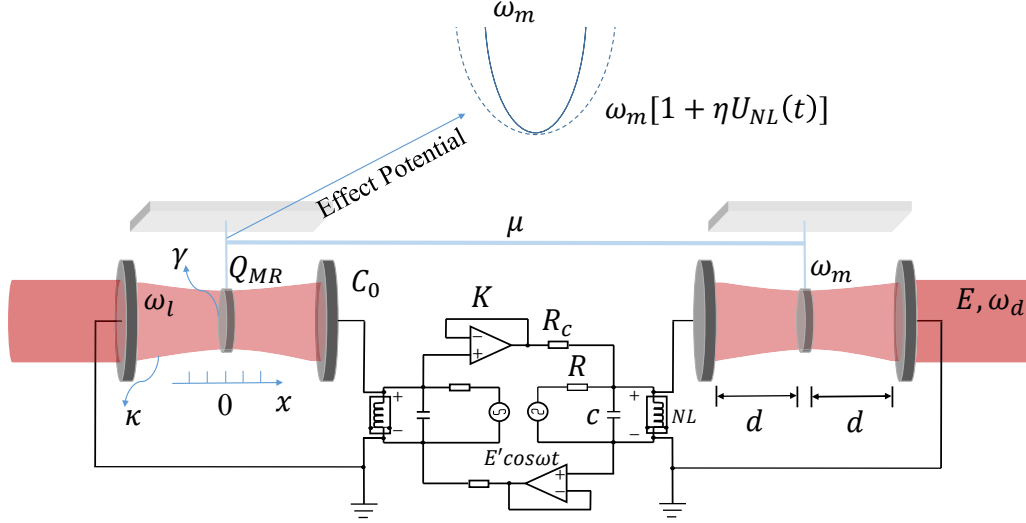 ω_m
ω_m[1 + ηU_NL(t)]
Effect Potential
μ
γ
Q_MR
C_0
ω_m
ω_l
K
R_c
E, ω_d
R
+
−
+
−
+
−
c
NL
+
−
κ
0
x
d
d
E'cosωt
+
−